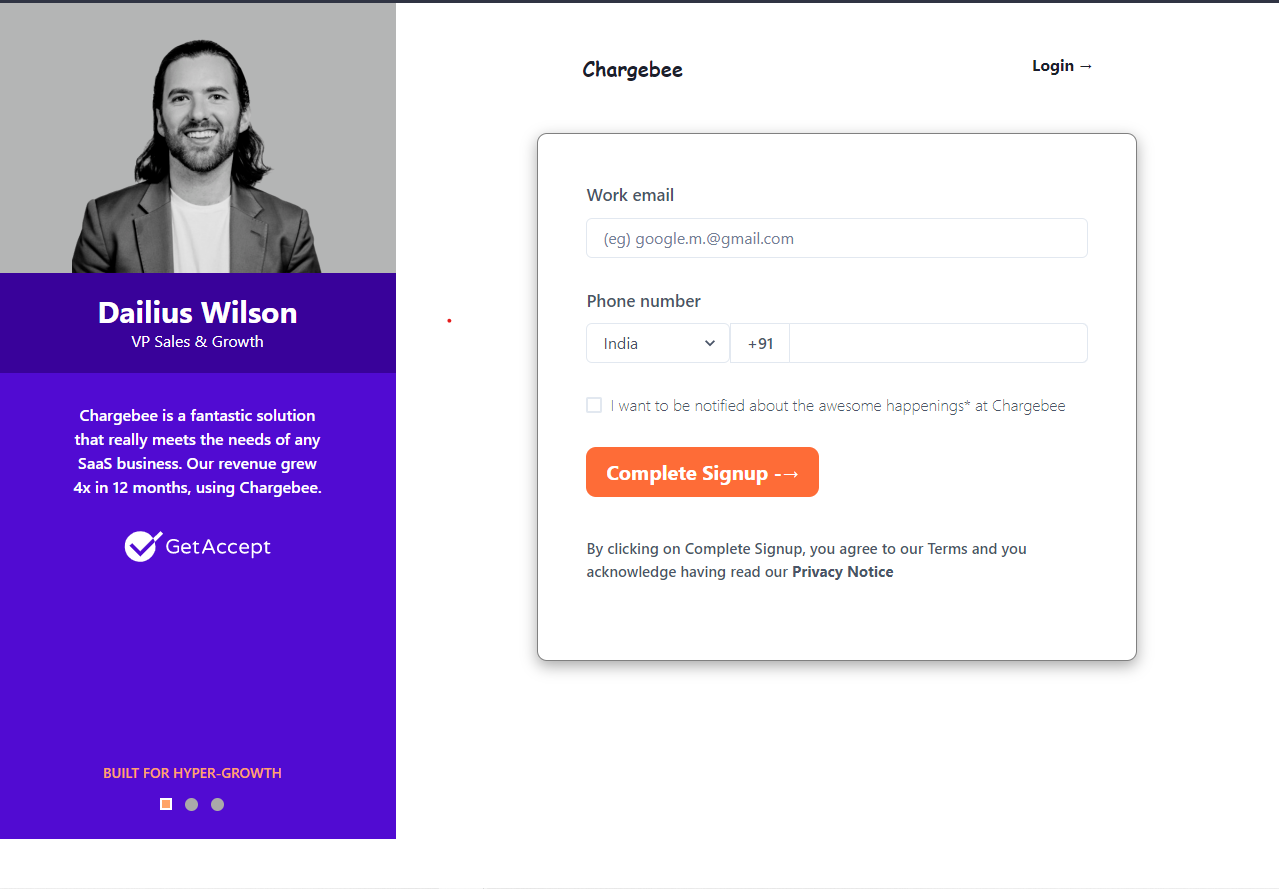 Dailius Wilson
VP Sales & Growth
Chargebee is a fantastic solution
that really meets the needs of any
SaaS business. Our revenue grew
4x in 12 months, using Chargebee.
GetAccept
BUILT FOR HYPER-GROWTH
Chargebee
Login →
Work email
(eg) google.m.@gmail.com
Phone number
India
+91
I want to be notified about the awesome happenings* at Chargebee
Complete Signup -→
By clicking on Complete Signup, you agree to our Terms and you
acknowledge having read our Privacy Notice